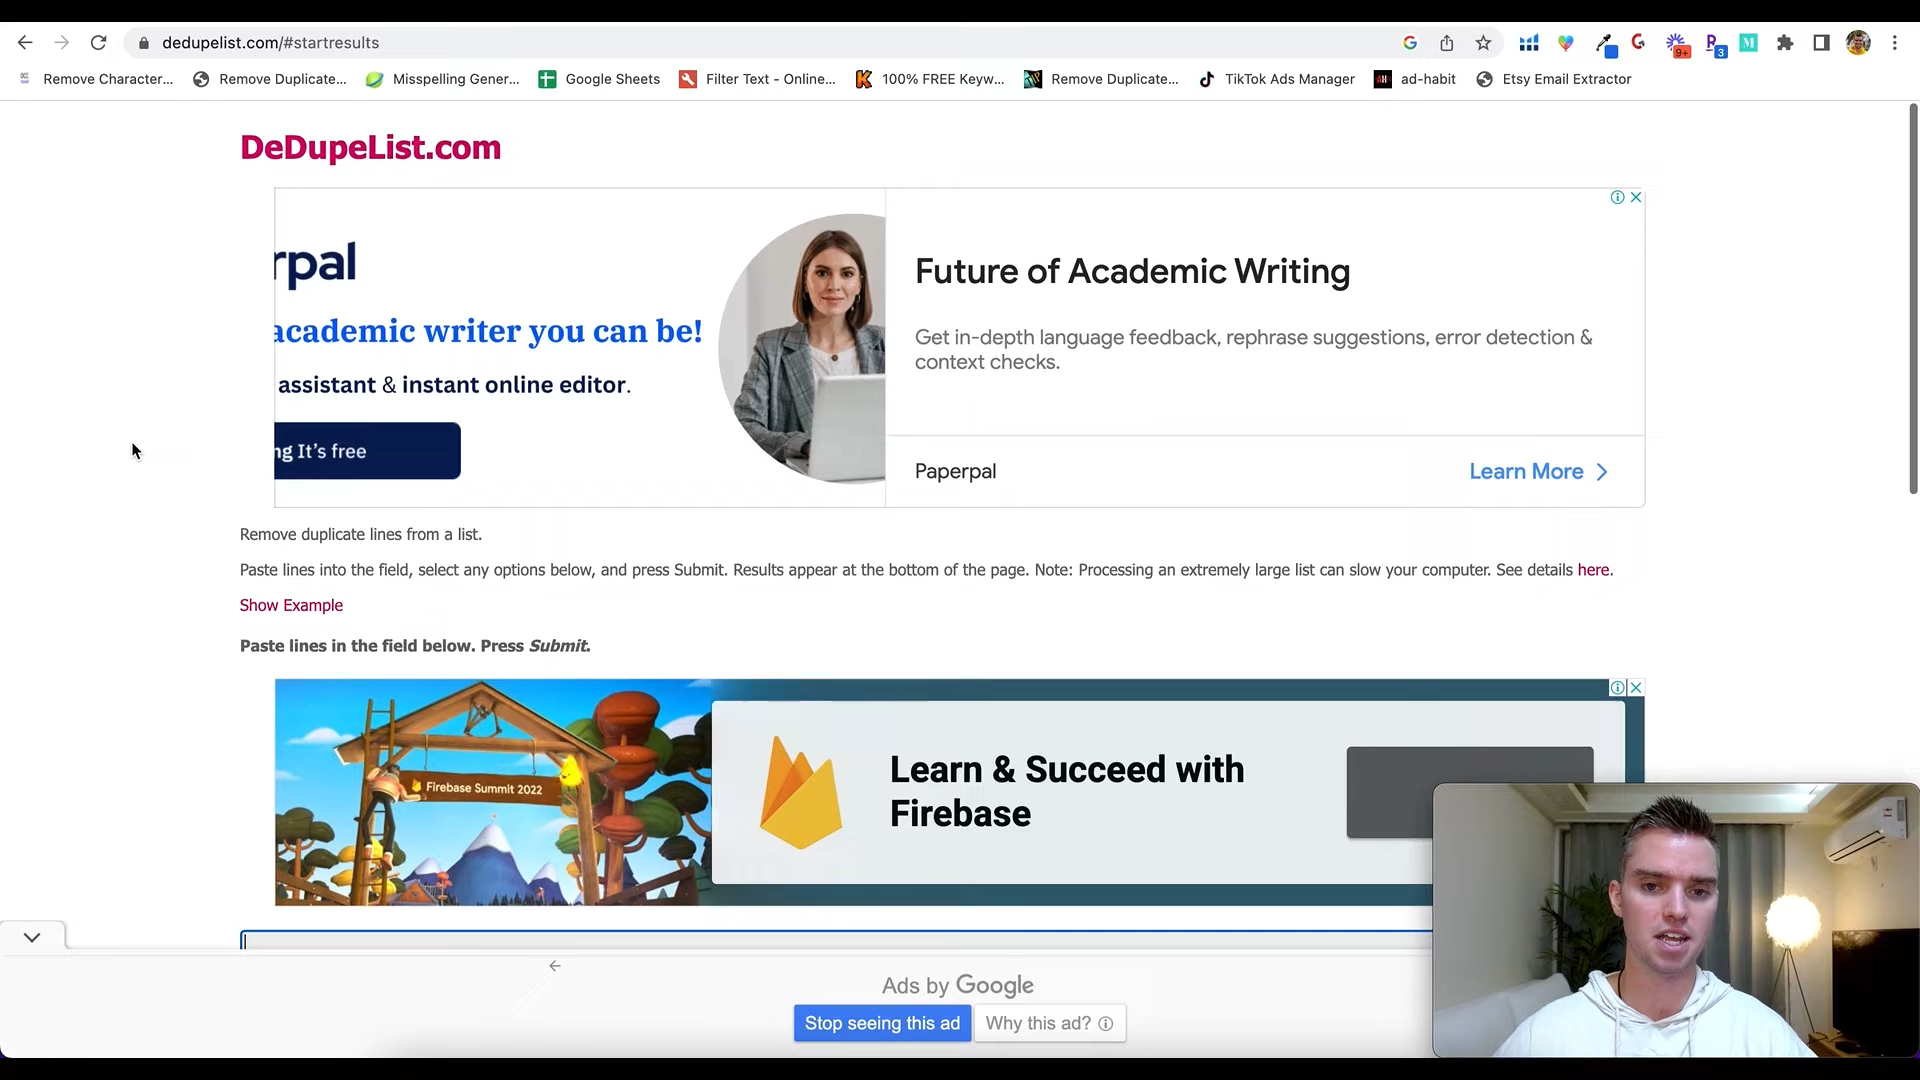 dedupelist.com/#startresults
9+
3
M
Remove Character...
Remove Duplicate...
Misspelling Gener...
Google Sheets
Filter Text - Online...
100% FREE Keyw...
Remove Duplicate...
TikTok Ads Manager
ad-habit
Etsy Email Extractor
DeDupeList.com
rpal
academic writer you can be!
assistant & instant online editor.
ng It's free
Future of Academic Writing
Get in-depth language feedback, rephrase suggestions, error detection &
context checks.
Paperpal
Learn More
Remove duplicate lines from a list.
Paste lines into the field, select any options below, and press Submit. Results appear at the bottom of the page. Note: Processing an extremely large list can slow your computer. See details here.
Show Example
Paste lines in the field below. Press Submit.
Firebase Summit 2022
Learn & Succeed with
Firebase
Ads by Google
Stop seeing this ad
Why this ad?